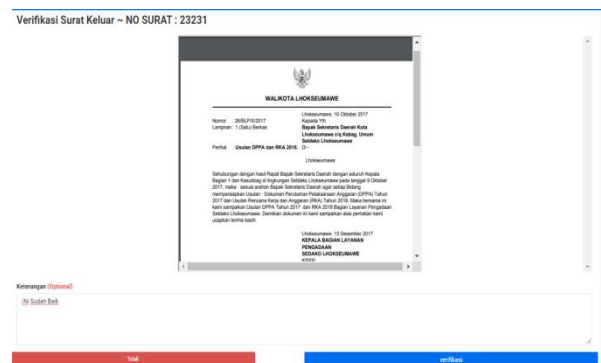 Verifikasi Surat Keluar ~ NO SURAT : 23231
WALIKOTA LHOKSEUMAWE
Lhokseumawe, 10 Oktober 2017
Nomor : 28/BLP/X/2017
Kepada Yth
Lampiran : 1 (Satu) Berkas
Bapak Sekretaris Daerah Kota
Lhokseumawe c/q Kabag. Umum
Setdako Lhokseumawe
Perihal : Usulan DPPA dan RKA 2018.
Di -
Lhokseumawe
Sehubungan dengan hasil Rapat Bapak Sekretaris Daerah dengan seluruh Kepala
Bagian 1 dan Kasubbag di lingkungan Setdako Lhokseumawe pada tanggal 9 Oktober
2017, maka sesuai arahan Bapak Sekretaris Daerah agar setiap Bidang
mempersiapkan Usulan : Dokumen Perubahan Pelaksanaan Anggaran (DPPA) Tahun
2017 dan Usulan Rencana Kerja dan Anggaran (RKA) Tahun 2018. Maka bersama ini
kami sampaikan Usulan DPPA Tahun 2017 dan RKA 2018 Bagian Layanan Pengadaan
Setdako Lhokseumawe. Demikian dokumen ini kami sampaikan atas perhatian kami
ucapkan terima kasih.
Lhokseumawe, 13 Desember 2017
KEPALA BAGIAN LAYANAN
PENGADAAN
SEDAKO LHOKSEUMAWE
Keterangan (Optional)
INi Sudah Baik
Tolak
verifikasi